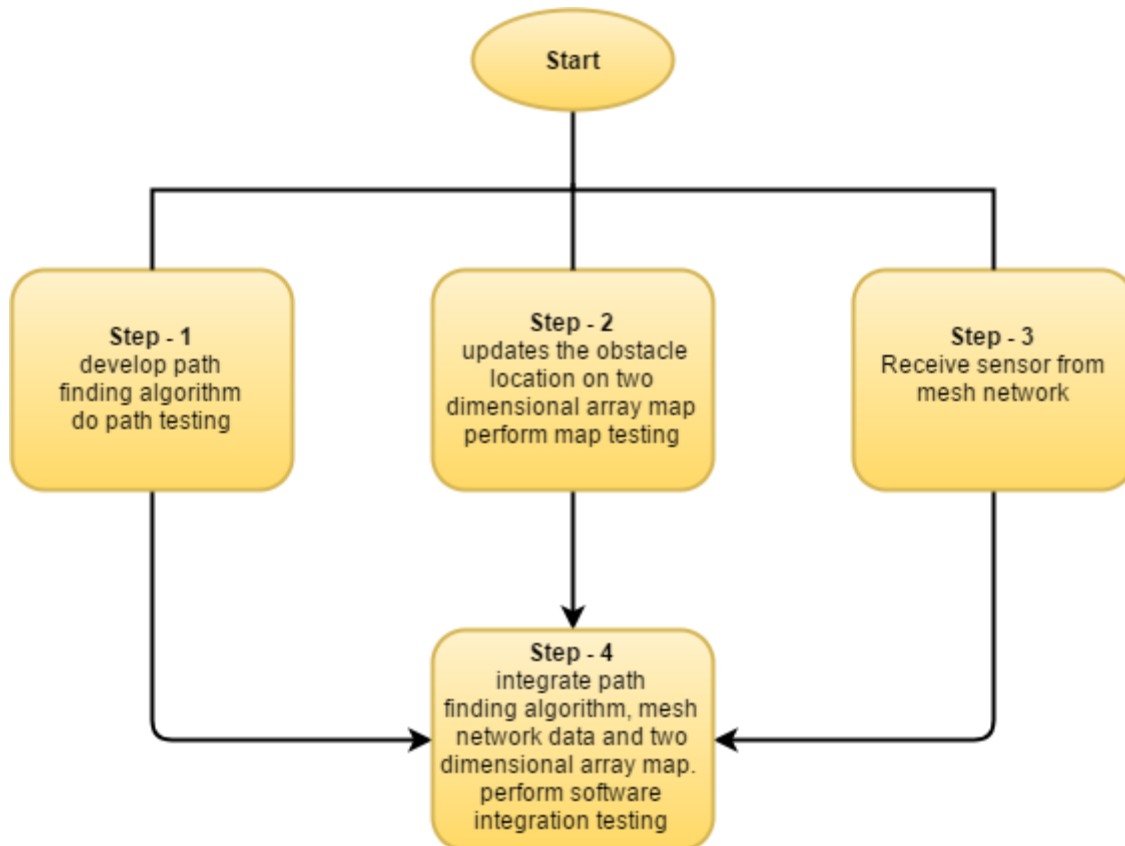 Start
Step - 1
develop path
finding algorithm
do path testing
Step - 2
updates the obstacle
location on two
dimensional array map
perform map testing
Step - 3
Receive sensor from
mesh network
Step - 4
integrate path
finding algorithm, mesh
network data and two
dimensional array map.
perform software
integration testing